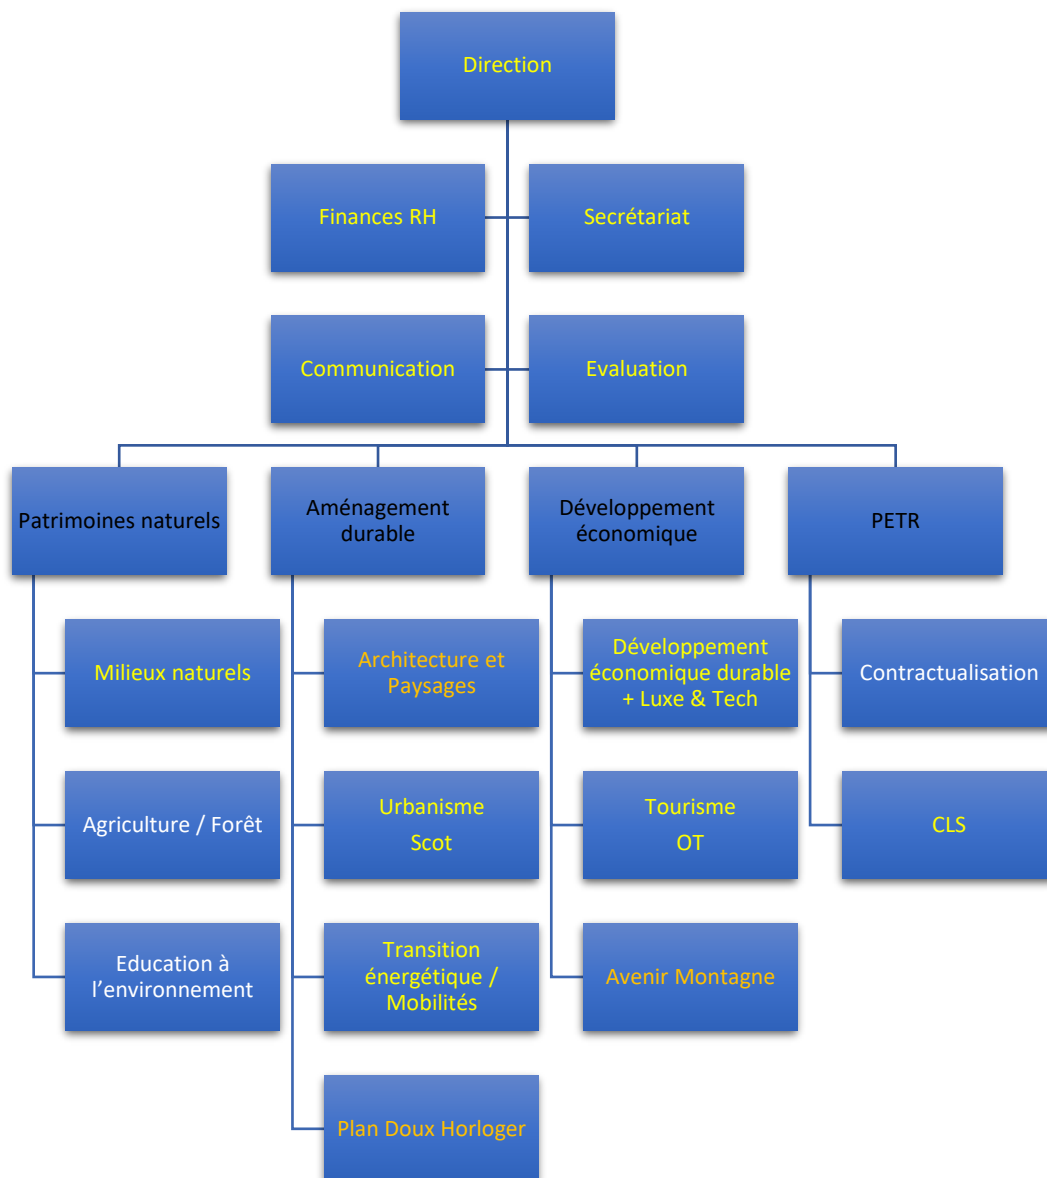 Direction
Finances RH
Secrétariat
Communication
Evaluation
Patrimoines naturels
Aménagement
durable
Développement
économique
PETR
Milieux naturels
Architecture et
Paysages
Développement
économique durable
+ Luxe & Tech
Contractualisation
Agriculture / Forêt
Urbanisme
Scot
Tourisme
OT
CLS
Education à
l’environnement
Transition
énergétique /
Mobilités
Avenir Montagne
Plan Doux Horloger